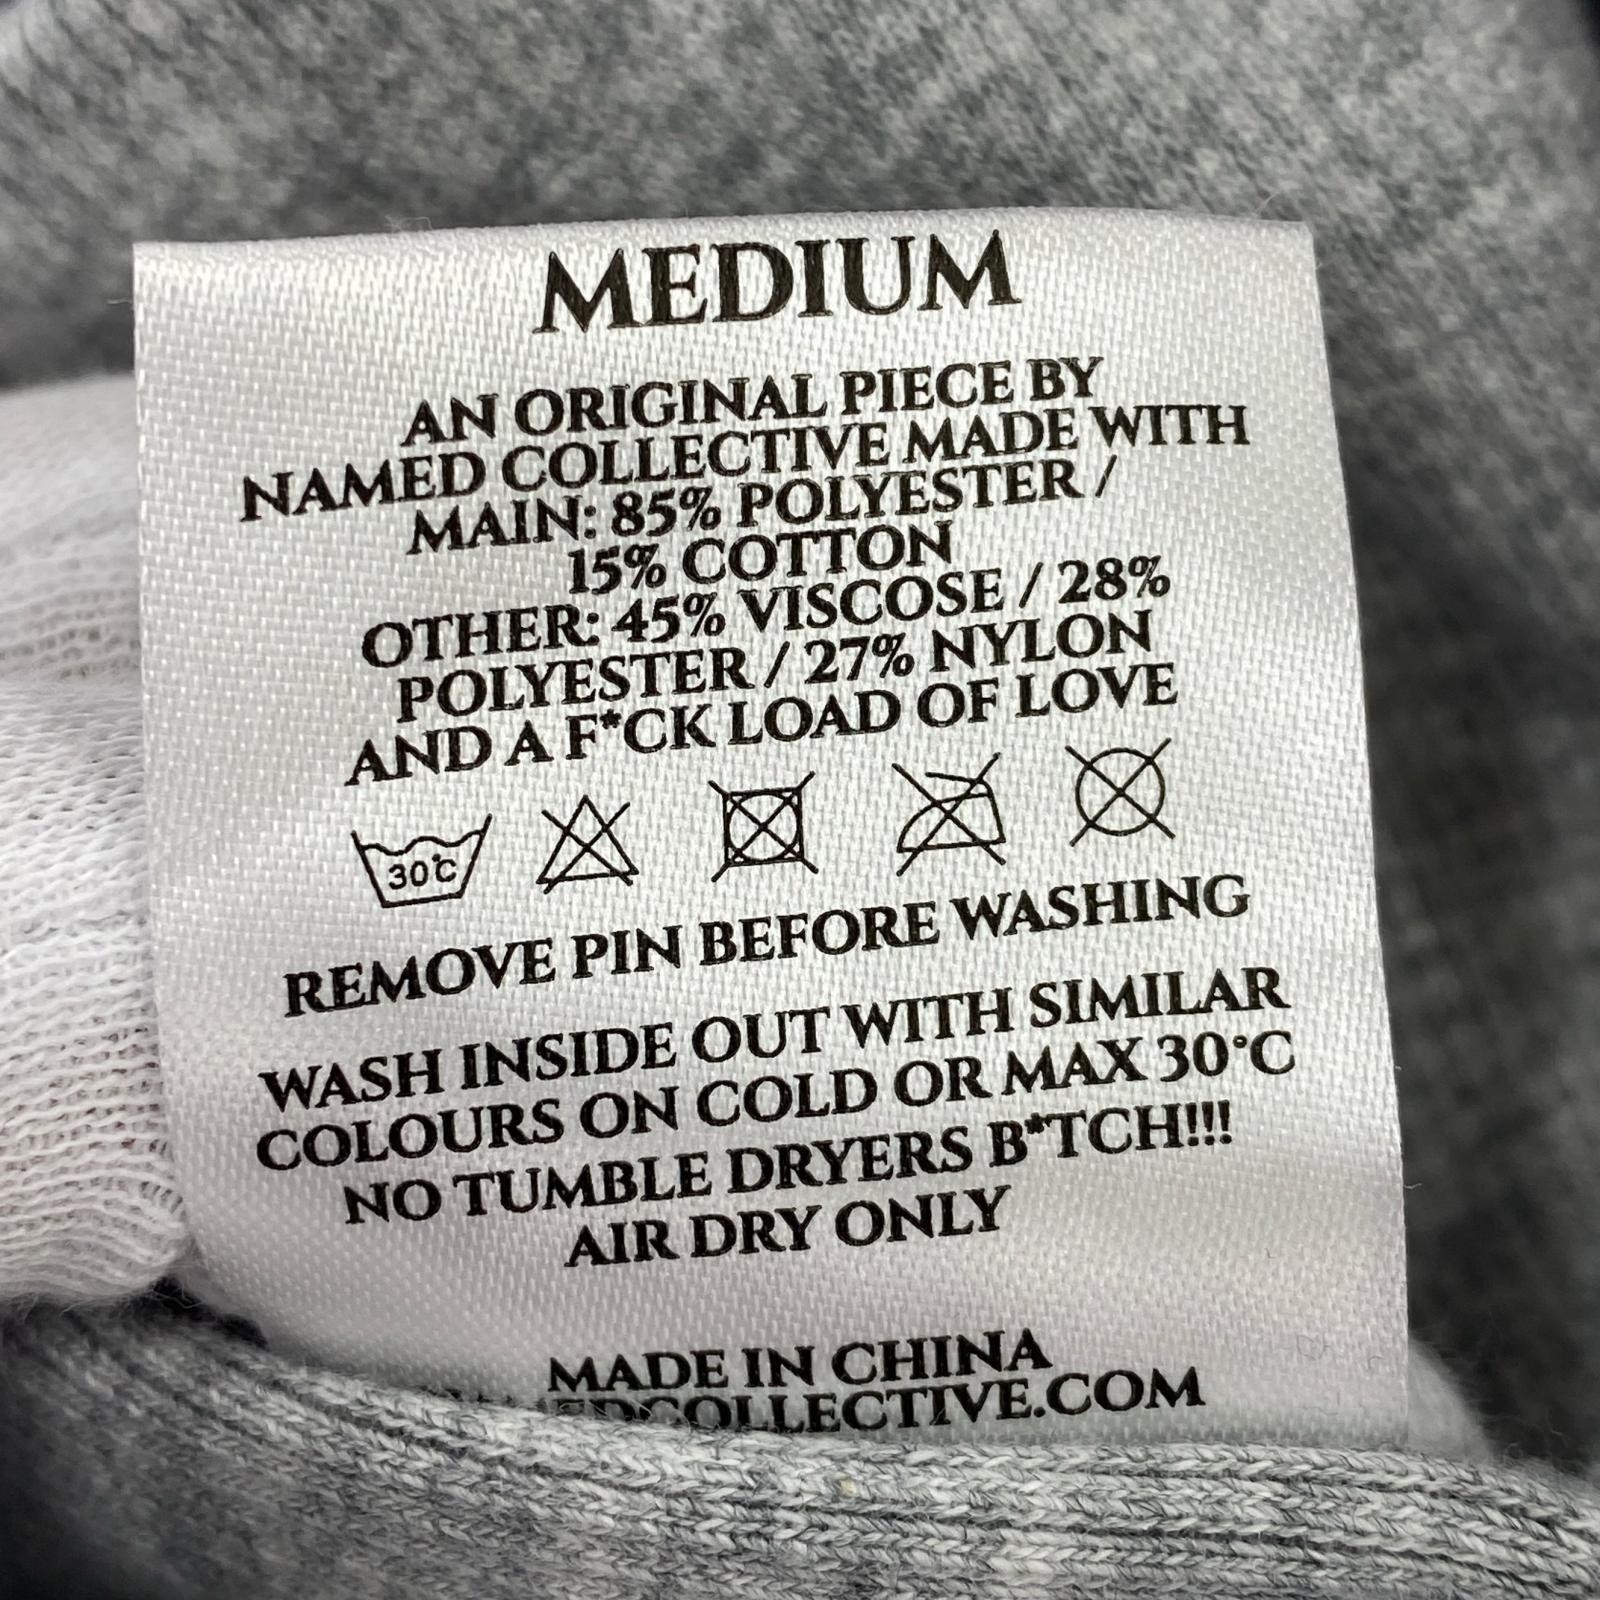 MEDIUM
AN ORIGINAL PIECE BY
NAMED COLLECTIVE MADE WITH
MAIN: 85% POLYESTER /
15% COTTON
OTHER: 45% VISCOSE / 28%
POLYESTER / 27% NYLON
AND A F*CK LOAD OF LOVE
30°C
REMOVE PIN BEFORE WASHING
WASH INSIDE OUT WITH SIMILAR
COLOURS ON COLD OR MAX 30°C
NO TUMBLE DRYERS B*TCH!!!
AIR DRY ONLY
MADE IN CHINA
EDCOLLECTIVE.COM